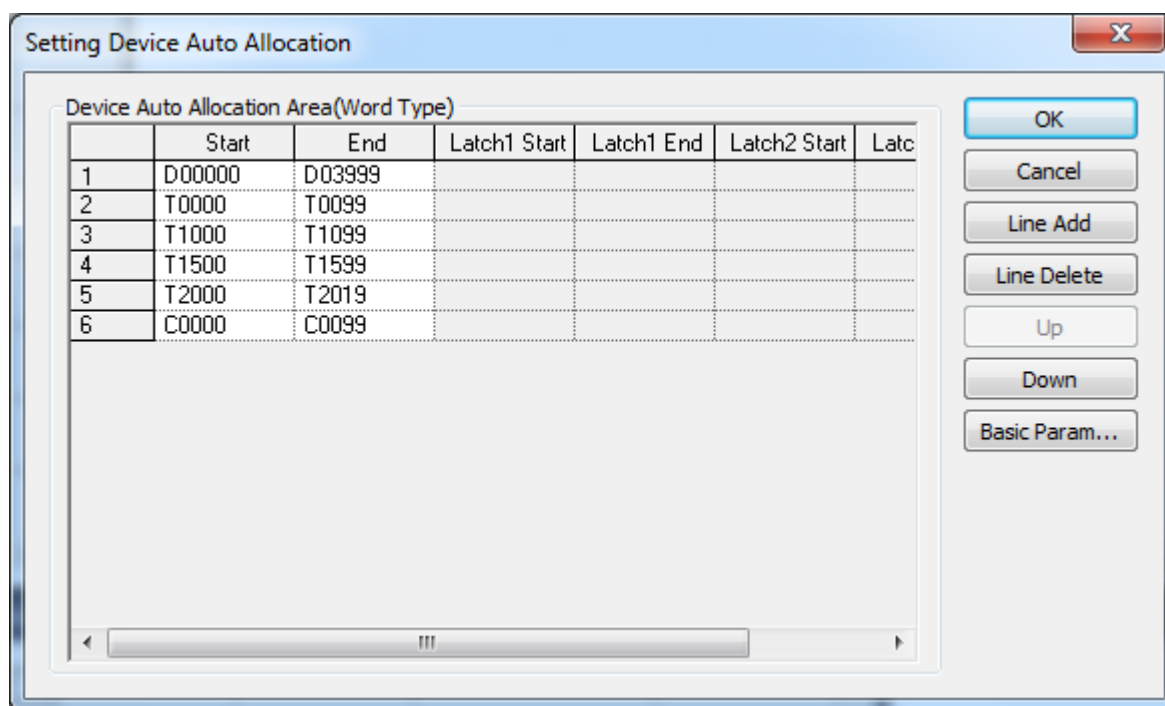 Setting Device Auto Allocation
Device Auto Allocation Area(Word Type)
Start End Latch1 Start Latch1 End Latch2 Start Latc
1 D00000 D03999
2 T0000 T0099
3 T1000 T1099
4 T1500 T1599
5 T2000 T2019
6 C0000 C0099
OK
Cancel
Line Add
Line Delete
Up
Down
Basic Param...